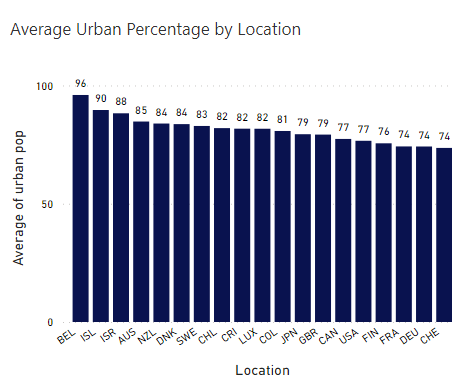 Average Urban Percentage by Location
Average of urban pop
100
50
0
96 90 88 85 84 84 83 82 82 82 81 79 79 77 77 76 74 74 74
BEL ISL ISR AUS NZL DNK SWE CHL CRI LUX COL JPN GBR CAN USA FIN FRA DEU CHE
Location